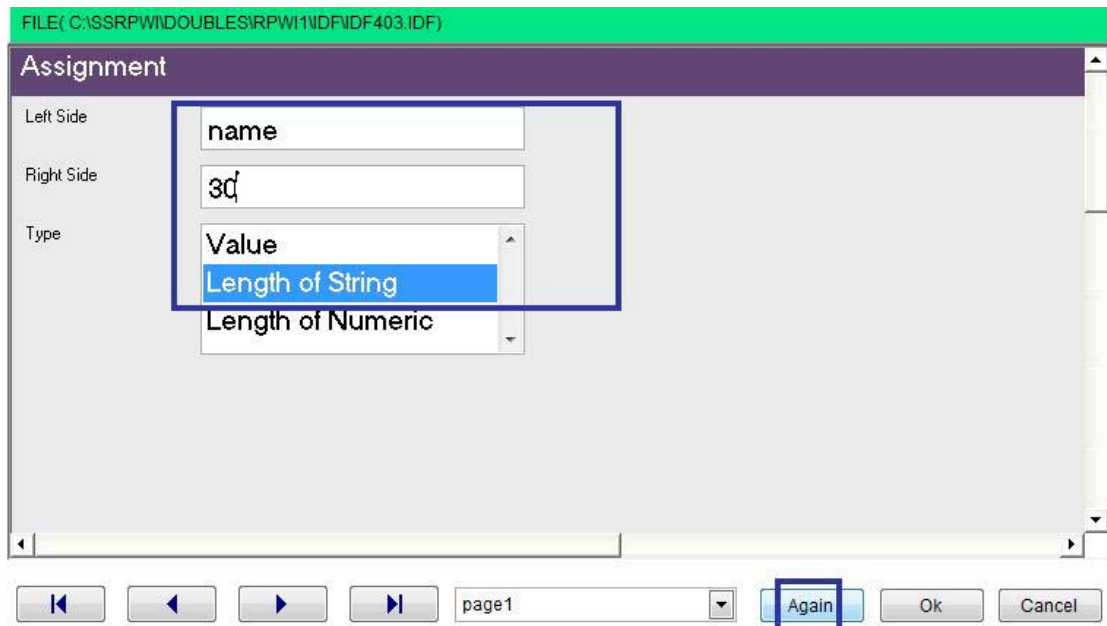 FILE( C:\SSRPWI\DOUBLES\RPWI1\IDF\IDF403.IDF)
Assignment
Left Side
name
Right Side
30
Type
Value
Length of String
Length of Numeric
page1
Again
Ok
Cancel